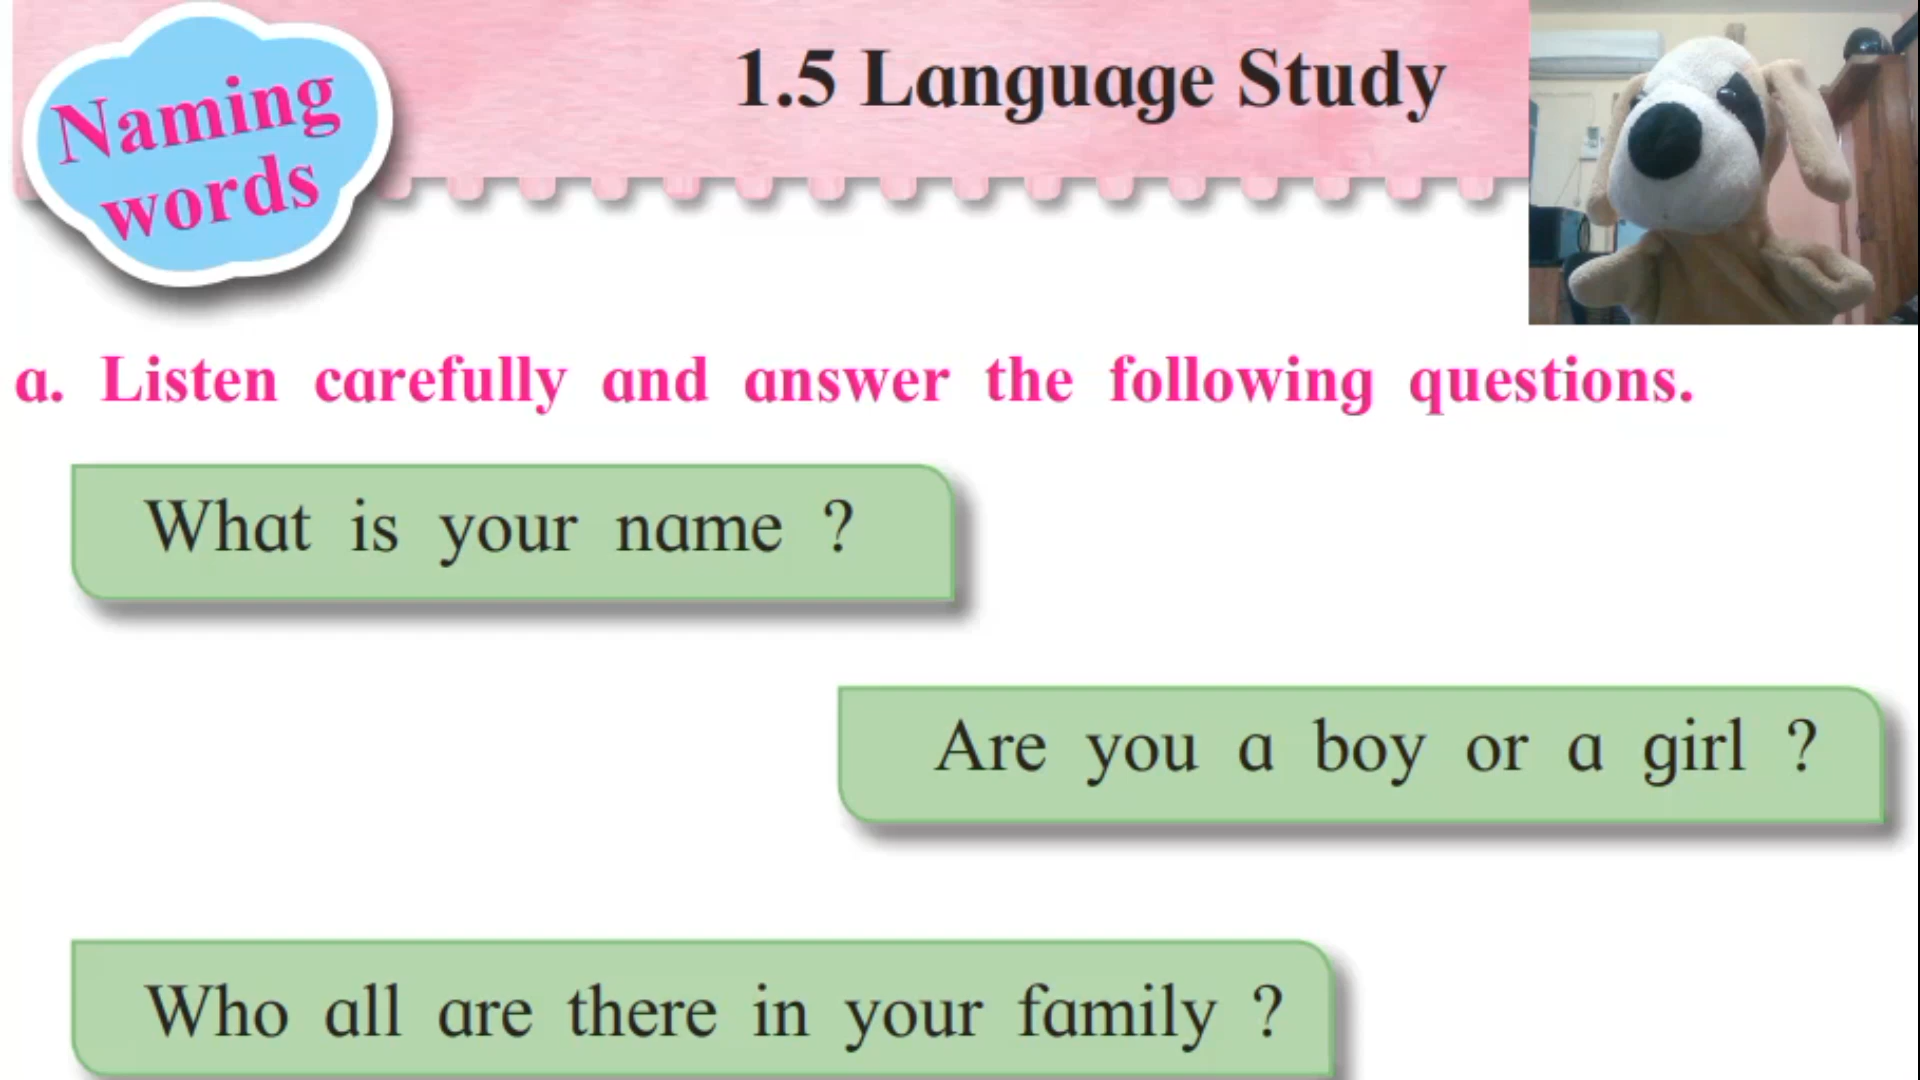 Naming
words
1.5 Language Study
a. Listen carefully and answer the following questions.
What is your name ?
Are you a boy or a girl ?
Who all are there in your family ?